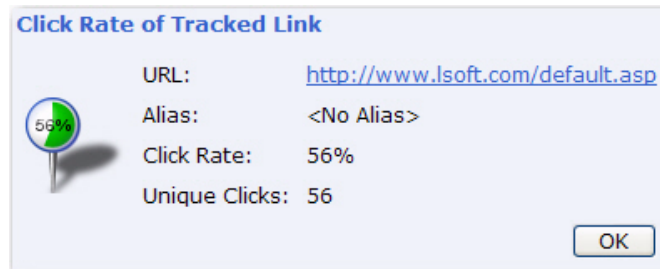 Click Rate of Tracked Link
URL: http://www.lsoft.com/default.asp
56% Alias: <No Alias>
Click Rate: 56%
Unique Clicks: 56
OK